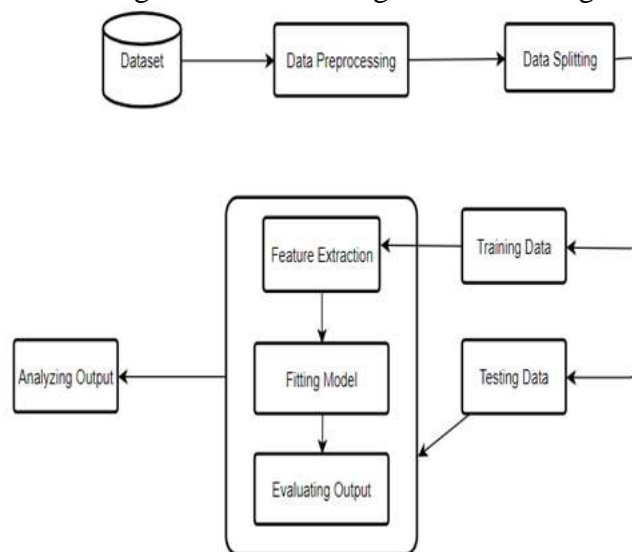 Dataset
Data Preprocessing
Data Splitting
Feature Extraction
Training Data
Analyzing Output
Fitting Model
Testing Data
Evaluating Output